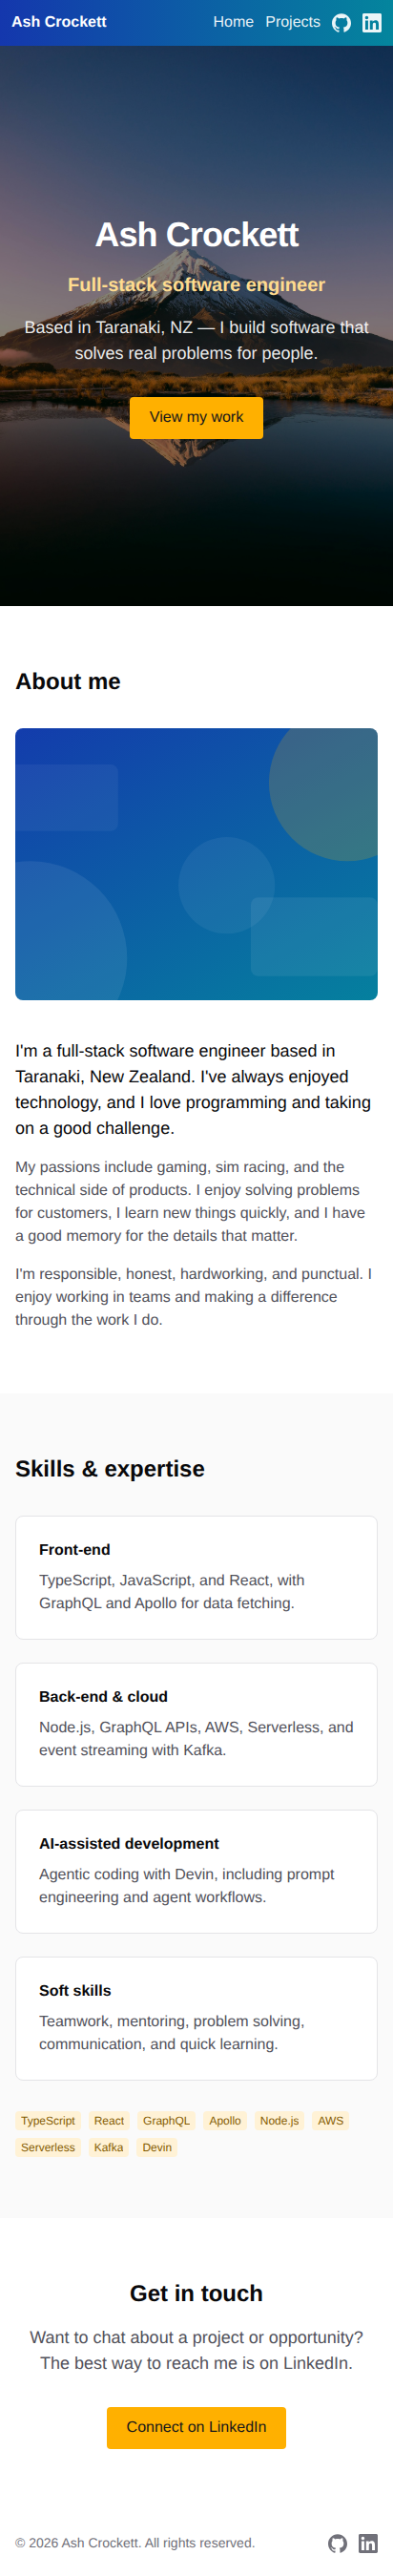 Ash Crockett Home Projects
Ash Crockett
Full-stack software engineer
Based in Taranaki, NZ — I build software that
solves real problems for people.
View my work
About me
I'm a full-stack software engineer based in
Taranaki, New Zealand. I've always enjoyed
technology, and I love programming and taking
on a good challenge.
My passions include gaming, sim racing, and the
technical side of products. I enjoy solving problems
for customers, I learn new things quickly, and I have
a good memory for the details that matter.
I'm responsible, honest, hardworking, and punctual. I
enjoy working in teams and making a difference
through the work I do.
Skills & expertise
Front-end
TypeScript, JavaScript, and React, with
GraphQL and Apollo for data fetching.
Back-end & cloud
Node.js, GraphQL APIs, AWS, Serverless, and
event streaming with Kafka.
AI-assisted development
Agentic coding with Devin, including prompt
engineering and agent workflows.
Soft skills
Teamwork, mentoring, problem solving,
communication, and quick learning.
TypeScript React GraphQL Apollo Node.js AWS
Serverless Kafka Devin
Get in touch
Want to chat about a project or opportunity?
The best way to reach me is on LinkedIn.
Connect on LinkedIn
© 2026 Ash Crockett. All rights reserved.